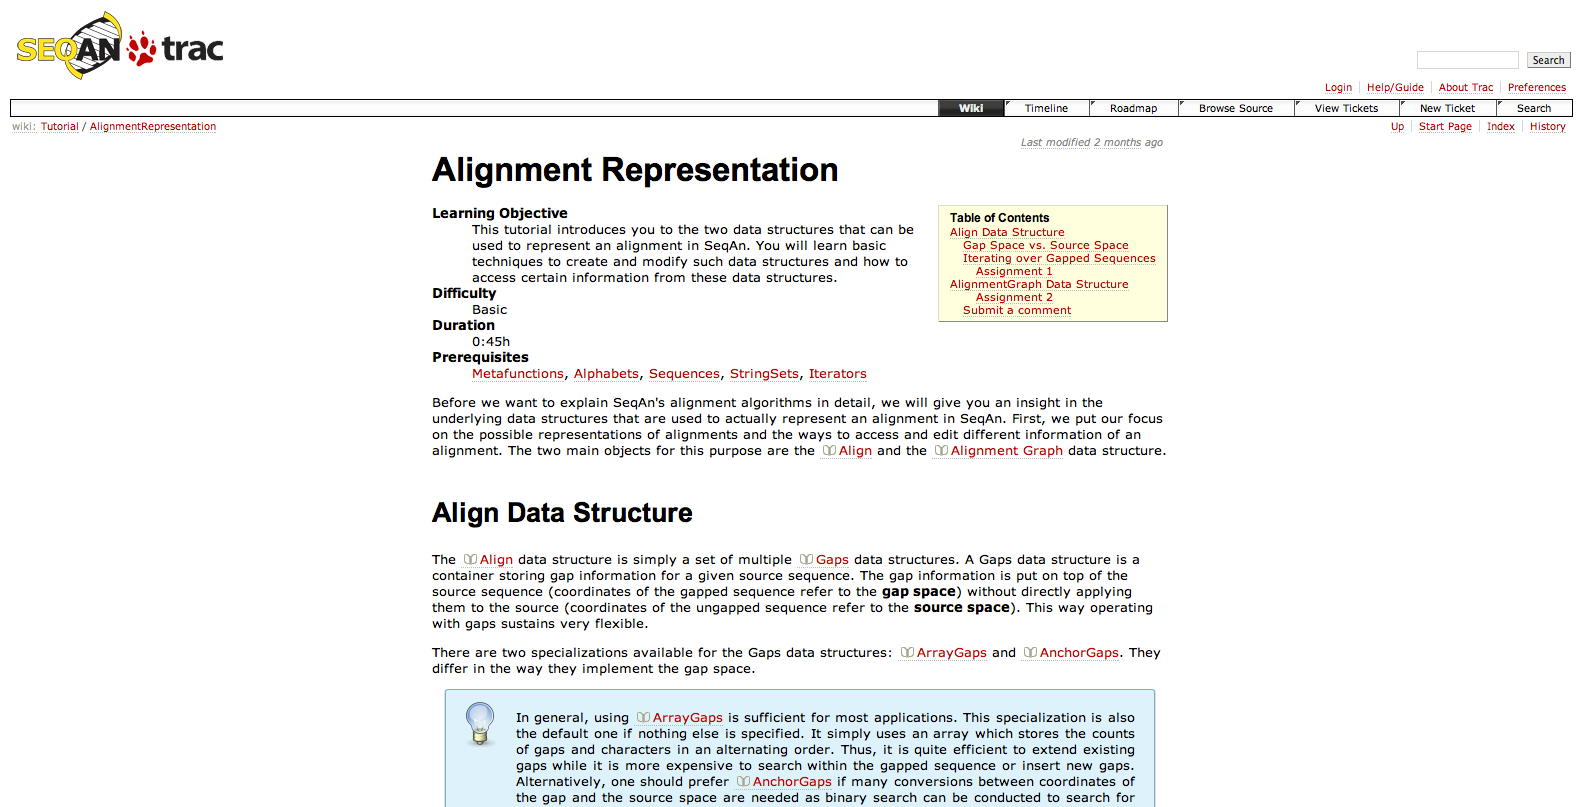 SEQAN trac
Search
Login Help/Guide About Trac Preferences
Wiki Timeline Roadmap Browse Source View Tickets New Ticket Search
wiki: Tutorial / AlignmentRepresentation
Up Start Page Index History
Last modified 2 months ago
Alignment Representation
Learning Objective
This tutorial introduces you to the two data structures that can be
used to represent an alignment in SeqAn. You will learn basic
techniques to create and modify such data structures and how to
access certain information from these data structures.
Difficulty
Basic
Duration
0:45h
Prerequisites
Metafunctions, Alphabets, Sequences, StringSets, Iterators
Table of Contents
Align Data Structure
Gap Space vs. Source Space
Iterating over Gapped Sequences
Assignment 1
AlignmentGraph Data Structure
Assignment 2
Submit a comment
Before we want to explain SeqAn's alignment algorithms in detail, we will give you an insight in the
underlying data structures that are used to actually represent an alignment in SeqAn. First, we put our focus
on the possible representations of alignments and the ways to access and edit different information of an
alignment. The two main objects for this purpose are the Align and the Alignment Graph data structure.
Align Data Structure
The Align data structure is simply a set of multiple Gaps data structures. A Gaps data structure is a
container storing gap information for a given source sequence. The gap information is put on top of the
source sequence (coordinates of the gapped sequence refer to the gap space) without directly applying
them to the source (coordinates of the ungapped sequence refer to the source space). This way operating
with gaps sustains very flexible.
There are two specializations available for the Gaps data structures: ArrayGaps and AnchorGaps. They
differ in the way they implement the gap space.
In general, using ArrayGaps is sufficient for most applications. This specialization is also
the default one if nothing else is specified. It simply uses an array which stores the counts
of gaps and characters in an alternating order. Thus, it is quite efficient to extend existing
gaps while it is more expensive to search within the gapped sequence or insert new gaps.
Alternatively, one should prefer AnchorGaps if many conversions between coordinates of
the gap and the source space are needed as binary search can be conducted to search for